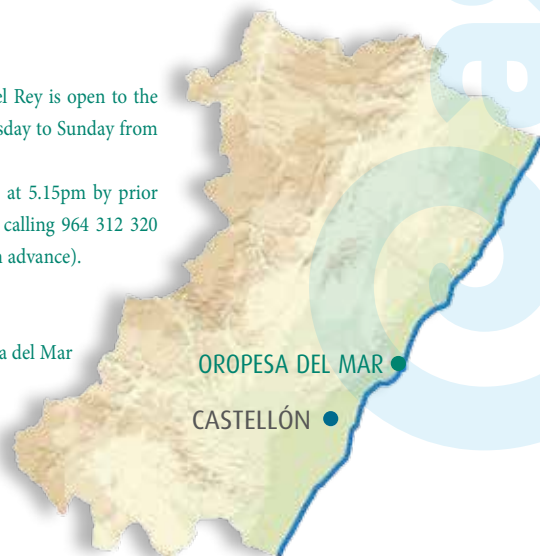 el Rey is open to the
sday to Sunday from
at 5.15pm by prior
calling 964 312 320
advance).
a del Mar
OROPESA DEL MAR
CASTELLÓN